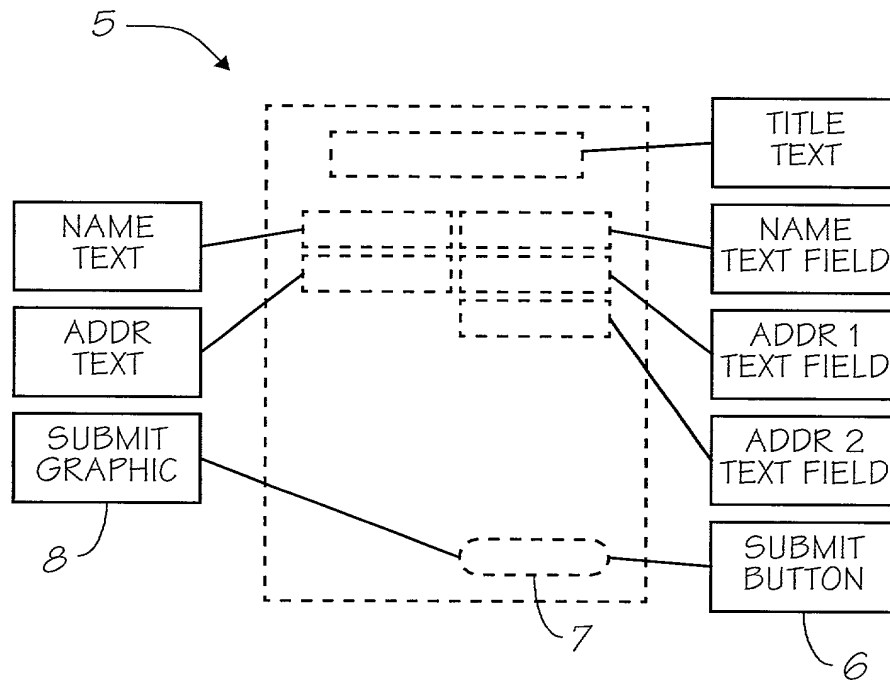 5
TITLE
TEXT
NAME
TEXT
NAME
TEXT FIELD
ADDR
TEXT
ADDR 1
TEXT FIELD
SUBMIT
GRAPHIC
ADDR 2
TEXT FIELD
SUBMIT
BUTTON
8
7
6